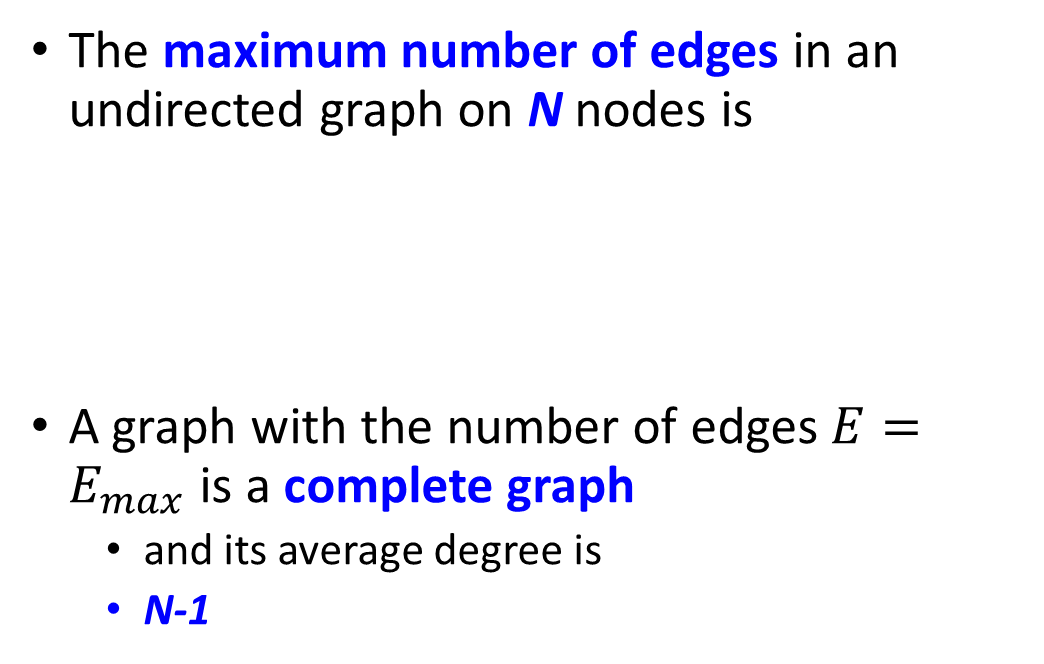 • The maximum number of edges in an
undirected graph on N nodes is
• A graph with the number of edges E =
E_max is a complete graph
• and its average degree is
• N-1